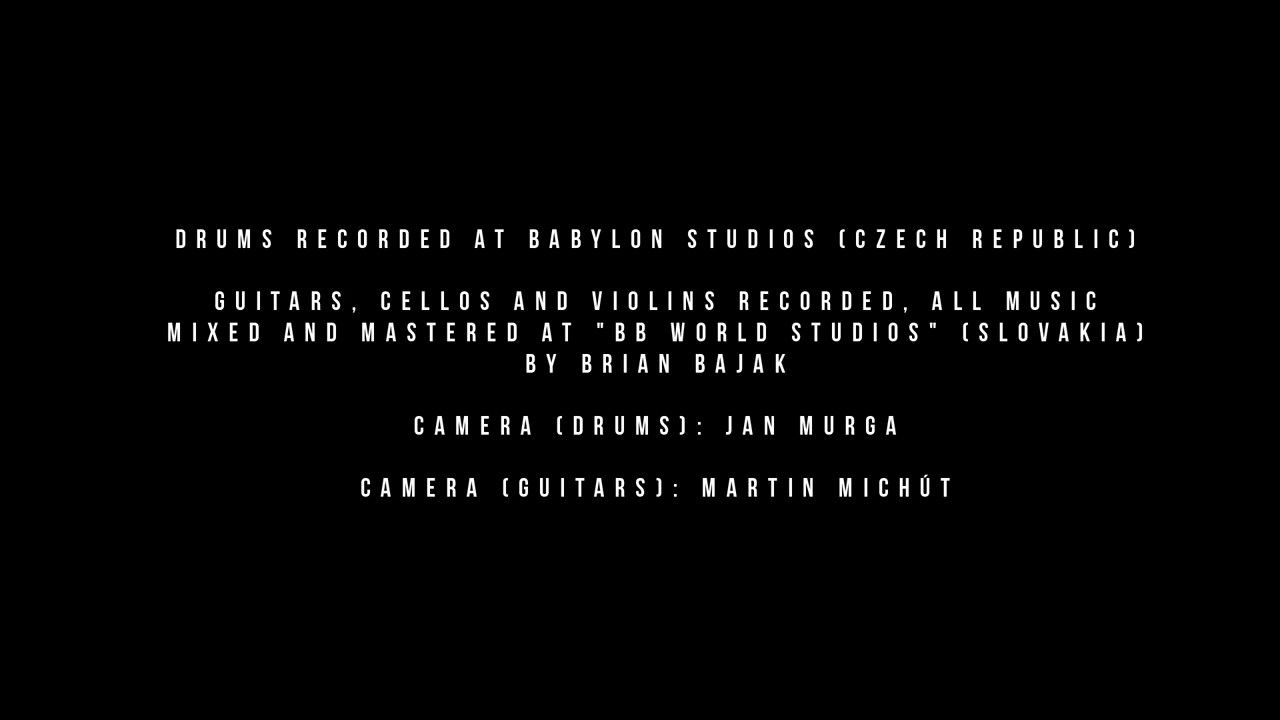 DRUMS RECORDED AT BABYLON STUDIOS (CZECH REPUBLIC)
GUITARS, CELLOS AND VIOLINS RECORDED, ALL MUSIC
MIXED AND MASTERED AT "BB WORLD STUDIOS" (SLOVAKIA)
BY BRIAN BAJAK
CAMERA (DRUMS): JAN MURGA
CAMERA (GUITARS): MARTIN MICHÚT